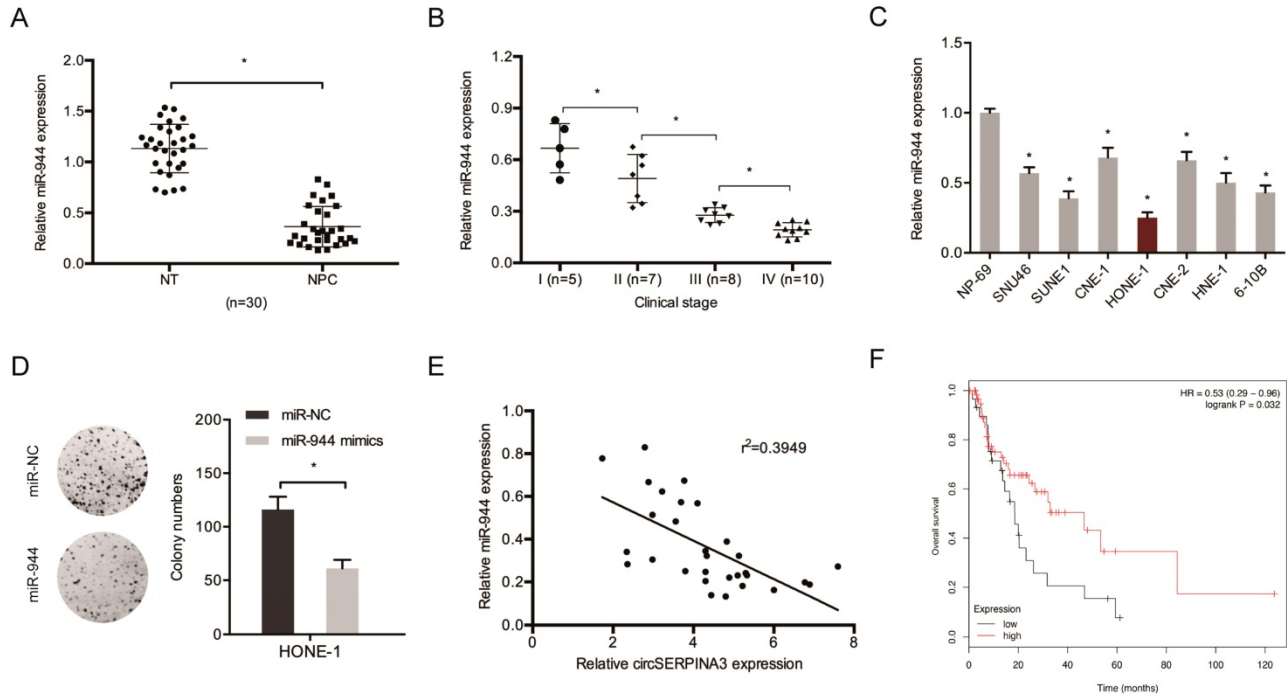 A
Relative miR-944 expression
2.0
1.5
1.0
0.5
0.0
*
NT
NPC
(n=30)
B
Relative miR-944 expression
1.2
0.9
0.6
0.3
0.0
*
*
*
I (n=5)
II (n=7)
III (n=8)
IV (n=10)
Clinical stage
C
Relative miR-944 expression
1.5
1.0
0.5
0.0
*
*
*
*
*
*
*
NP-69
SNU46
SUNE1
CNE-1
HONE-1
CNE-2
HNE-1
6-10B
D
miR-NC
miR-944
Colony numbers
200
150
100
50
0
miR-NC
miR-944 mimics
*
HONE-1
E
Relative miR-944 expression
1.0
0.8
0.6
0.4
0.2
0.0
r²=0.3949
0
2
4
6
8
Relative circSERPINA3 expression
F
Overall survival
1.0
0.8
0.6
0.4
0.2
0.0
HR = 0.53 (0.29 − 0.96)
logrank P = 0.032
Expression
low
high
0
20
40
60
80
100
120
Time (months)